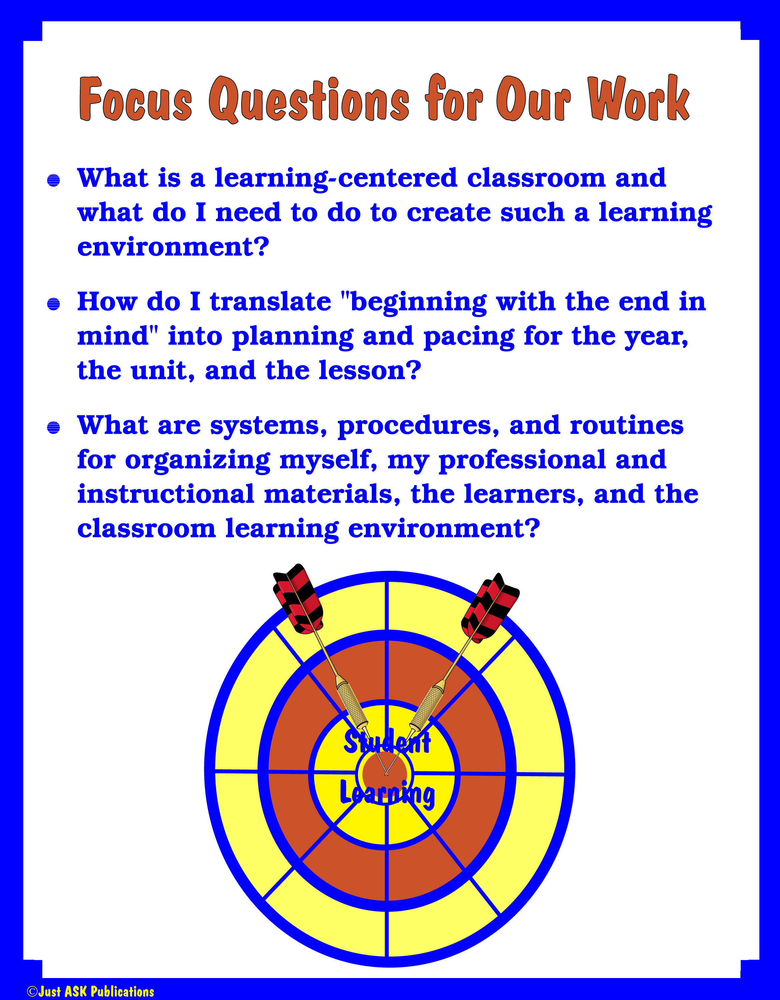 Focus Questions for Our Work
• What is a learning-centered classroom and
what do I need to do to create such a learning
environment?
• How do I translate "beginning with the end in
mind" into planning and pacing for the year,
the unit, and the lesson?
• What are systems, procedures, and routines
for organizing myself, my professional and
instructional materials, the learners, and the
classroom learning environment?
Student
Learning
©Just ASK Publications